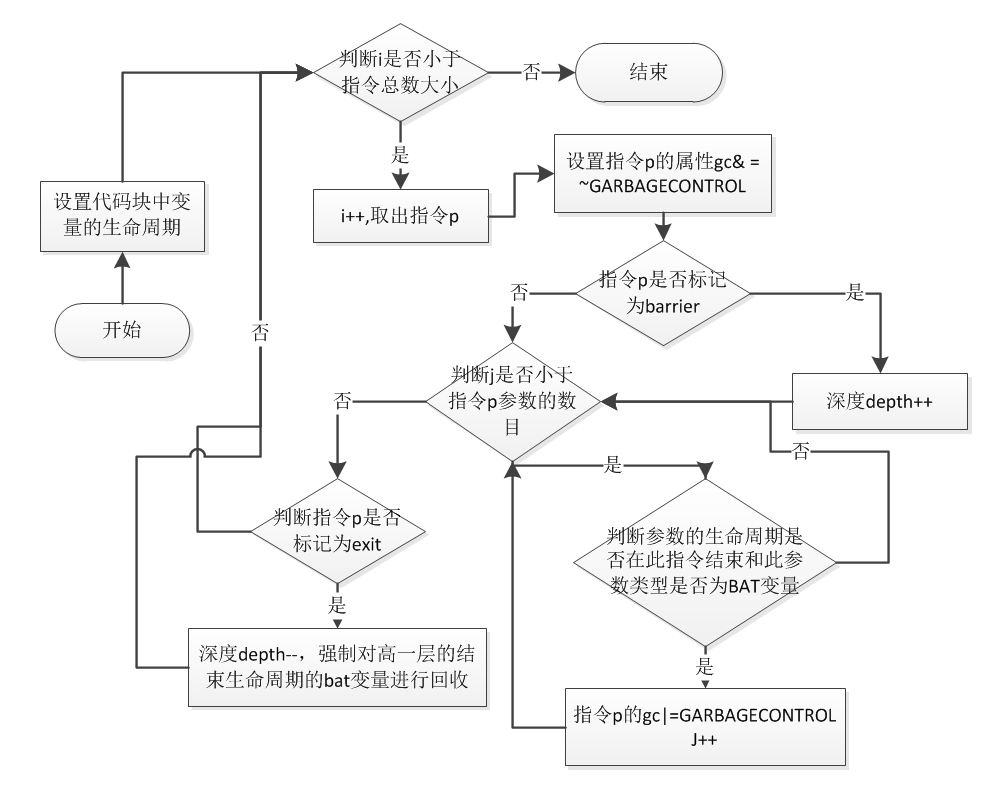 判断i是否小于
指令总数大小
否
结束
是
设置指令p的属性gc& =
~GARBAGECONTROL
设置代码块中变
量的生命周期
i++,取出指令p
指令p是否标记
为barrier
否
是
开始
否
判断j是否小于
指令p参数的数
目
深度depth++
否
否
是
判断指令p是否
标记为exit
判断参数的生命周期是
否在此指令结束和此参
数类型是否为BAT变量
是
深度depth--，强制对高一层的结
束生命周期的bat变量进行回收
是
指令p的gc|=GARBAGECONTROL
J++